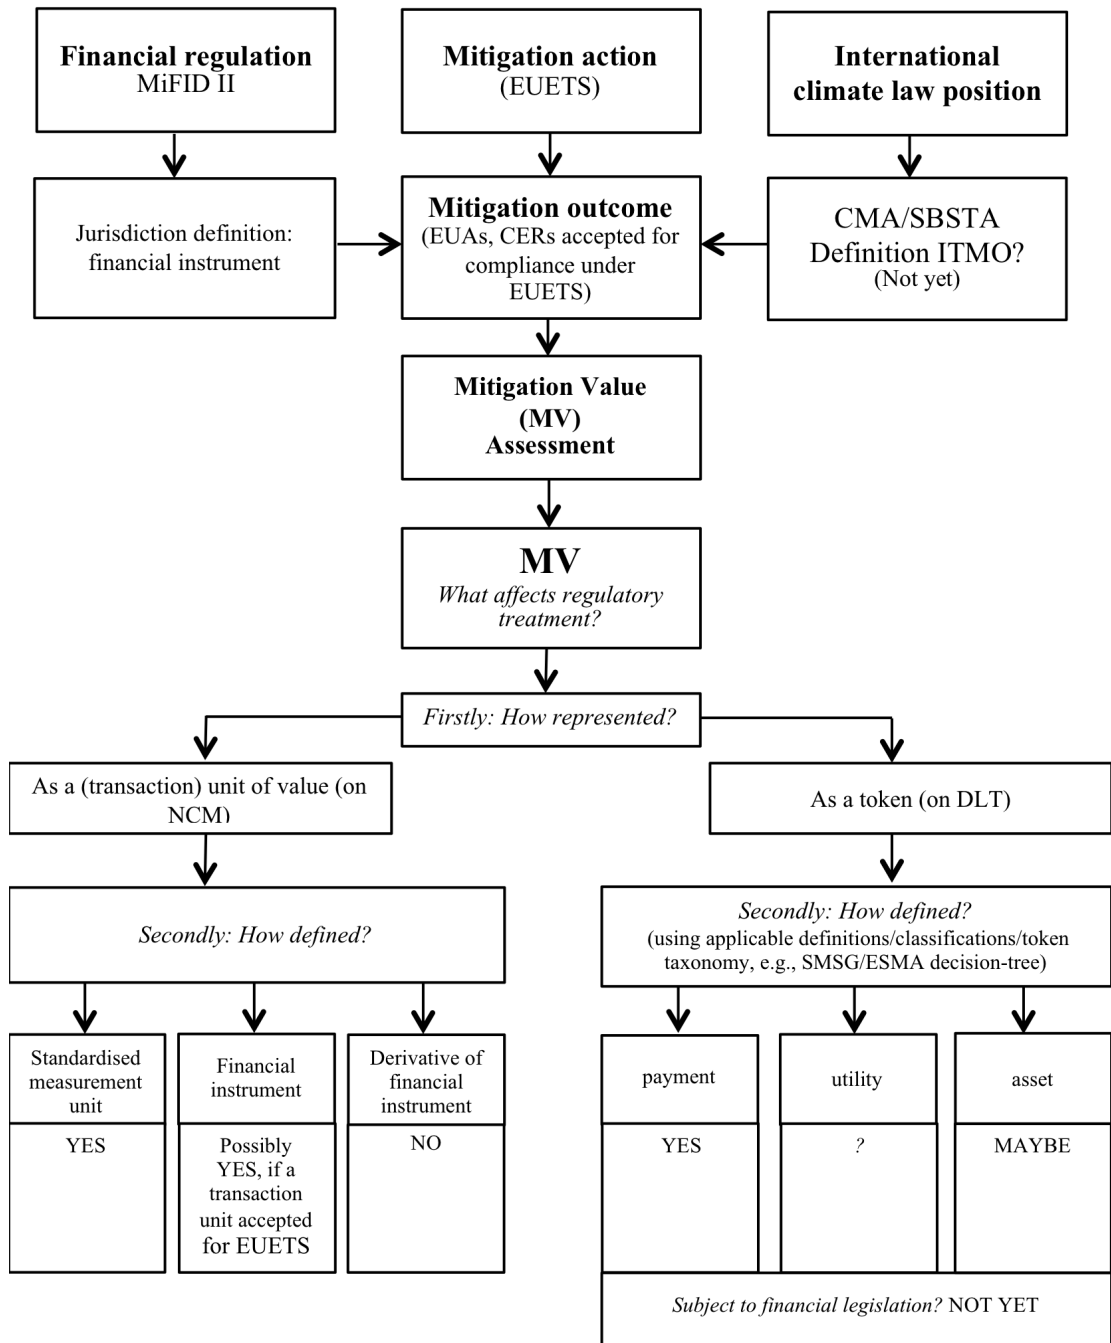 Financial regulation
MiFID II
Mitigation action
(EUETS)
International
climate law position
Jurisdiction definition:
financial instrument
Mitigation outcome
(EUAs, CERs accepted for
compliance under
EUETS)
CMA/SBSTA
Definition ITMO?
(Not yet)
Mitigation Value
(MV)
Assessment
MV
What affects regulatory
treatment?
Firstly: How represented?
As a (transaction) unit of value (on
NCM)
As a token (on DLT)
Secondly: How defined?
Secondly: How defined?
(using applicable definitions/classifications/token
taxonomy, e.g., SMSG/ESMA decision-tree)
Standardised
measurement
unit
Financial
instrument
Derivative of
financial
instrument
payment
utility
asset
YES
Possibly
YES, if a
transaction
unit accepted
for EUETS
NO
YES
?
MAYBE
Subject to financial legislation? NOT YET